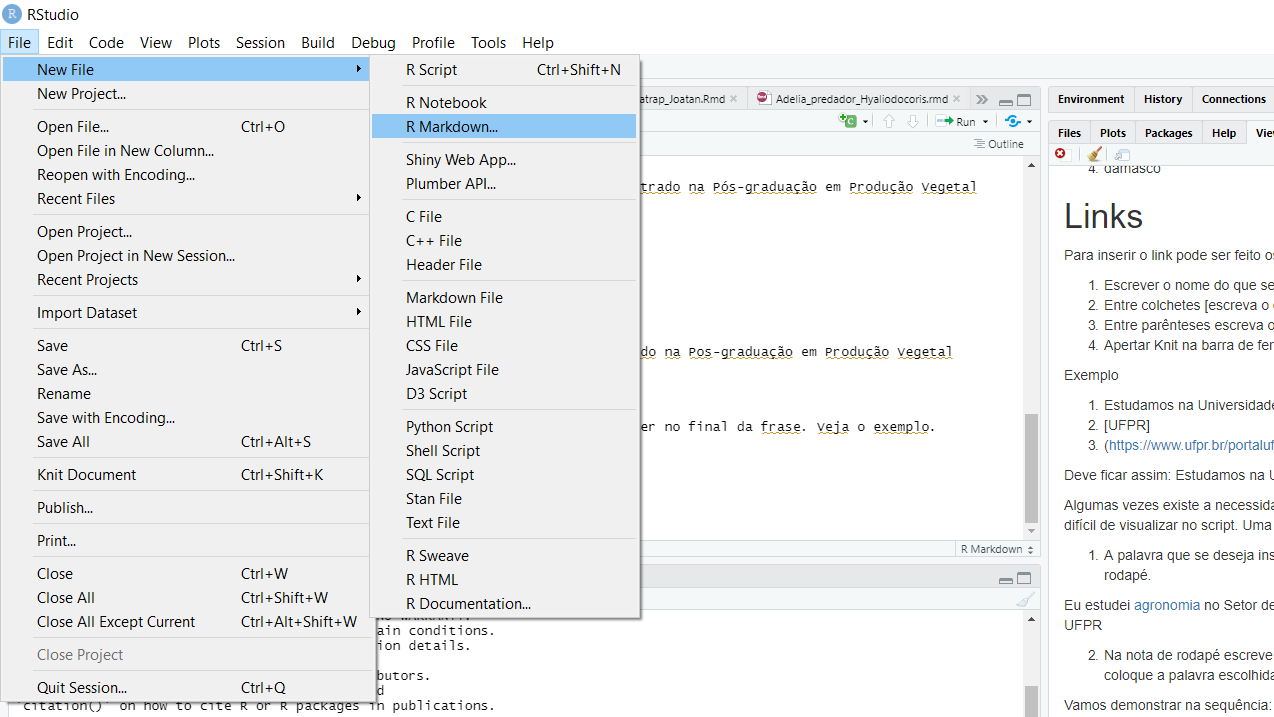 RStudio
File Edit Code View Plots Session Build Debug Profile Tools Help
New File
New Project...
Open File... Ctrl+O
Open File in New Column...
Reopen with Encoding...
Recent Files
Open Project...
Open Project in New Session...
Recent Projects
Import Dataset
Save Ctrl+S
Save As...
Rename
Save with Encoding...
Save All Ctrl+Alt+S
Knit Document Ctrl+Shift+K
Publish...
Print...
Close Ctrl+W
Close All Ctrl+Shift+W
Close All Except Current Ctrl+Alt+Shift+W
Close Project
Quit Session... Ctrl+Q
R Script Ctrl+Shift+N
R Notebook
R Markdown...
Shiny Web App...
Plumber API...
C File
C++ File
Header File
Markdown File
HTML File
CSS File
JavaScript File
D3 Script
Python Script
Shell Script
SQL Script
Stan File
Text File
R Sweave
R HTML
R Documentation...
atrap_Joatan.Rmd Adelia_predador_Hyaliodocoris.rmd
Run
Outline
trado na Pós-graduação em Produção Vegetal
do na Pos-graduação em Produção Vegetal
er no final da frase. Veja o exemplo.
R Markdown
ain conditions.
ion details.
butors.
d
'citation()' on how to cite R or R packages in publications.
Environment History Connections
Files Plots Packages Help Vie
4. damasco
Links
Para inserir o link pode ser feito o
1. Escrever o nome do que se
2. Entre colchetes [escreva o
3. Entre parênteses escreva o
4. Apertar Knit na barra de fer
Exemplo
1. Estudamos na Universidade
2. [UFPR]
3. (https://www.ufpr.br/portaluf
Deve ficar assim: Estudamos na U
Algumas vezes existe a necessida
difícil de visualizar no script. Uma
1. A palavra que se deseja ins
rodapé.
Eu estudei agronomia no Setor de
UFPR
2. Na nota de rodapé escreve
coloque a palavra escolhida
Vamos demonstrar na sequência: